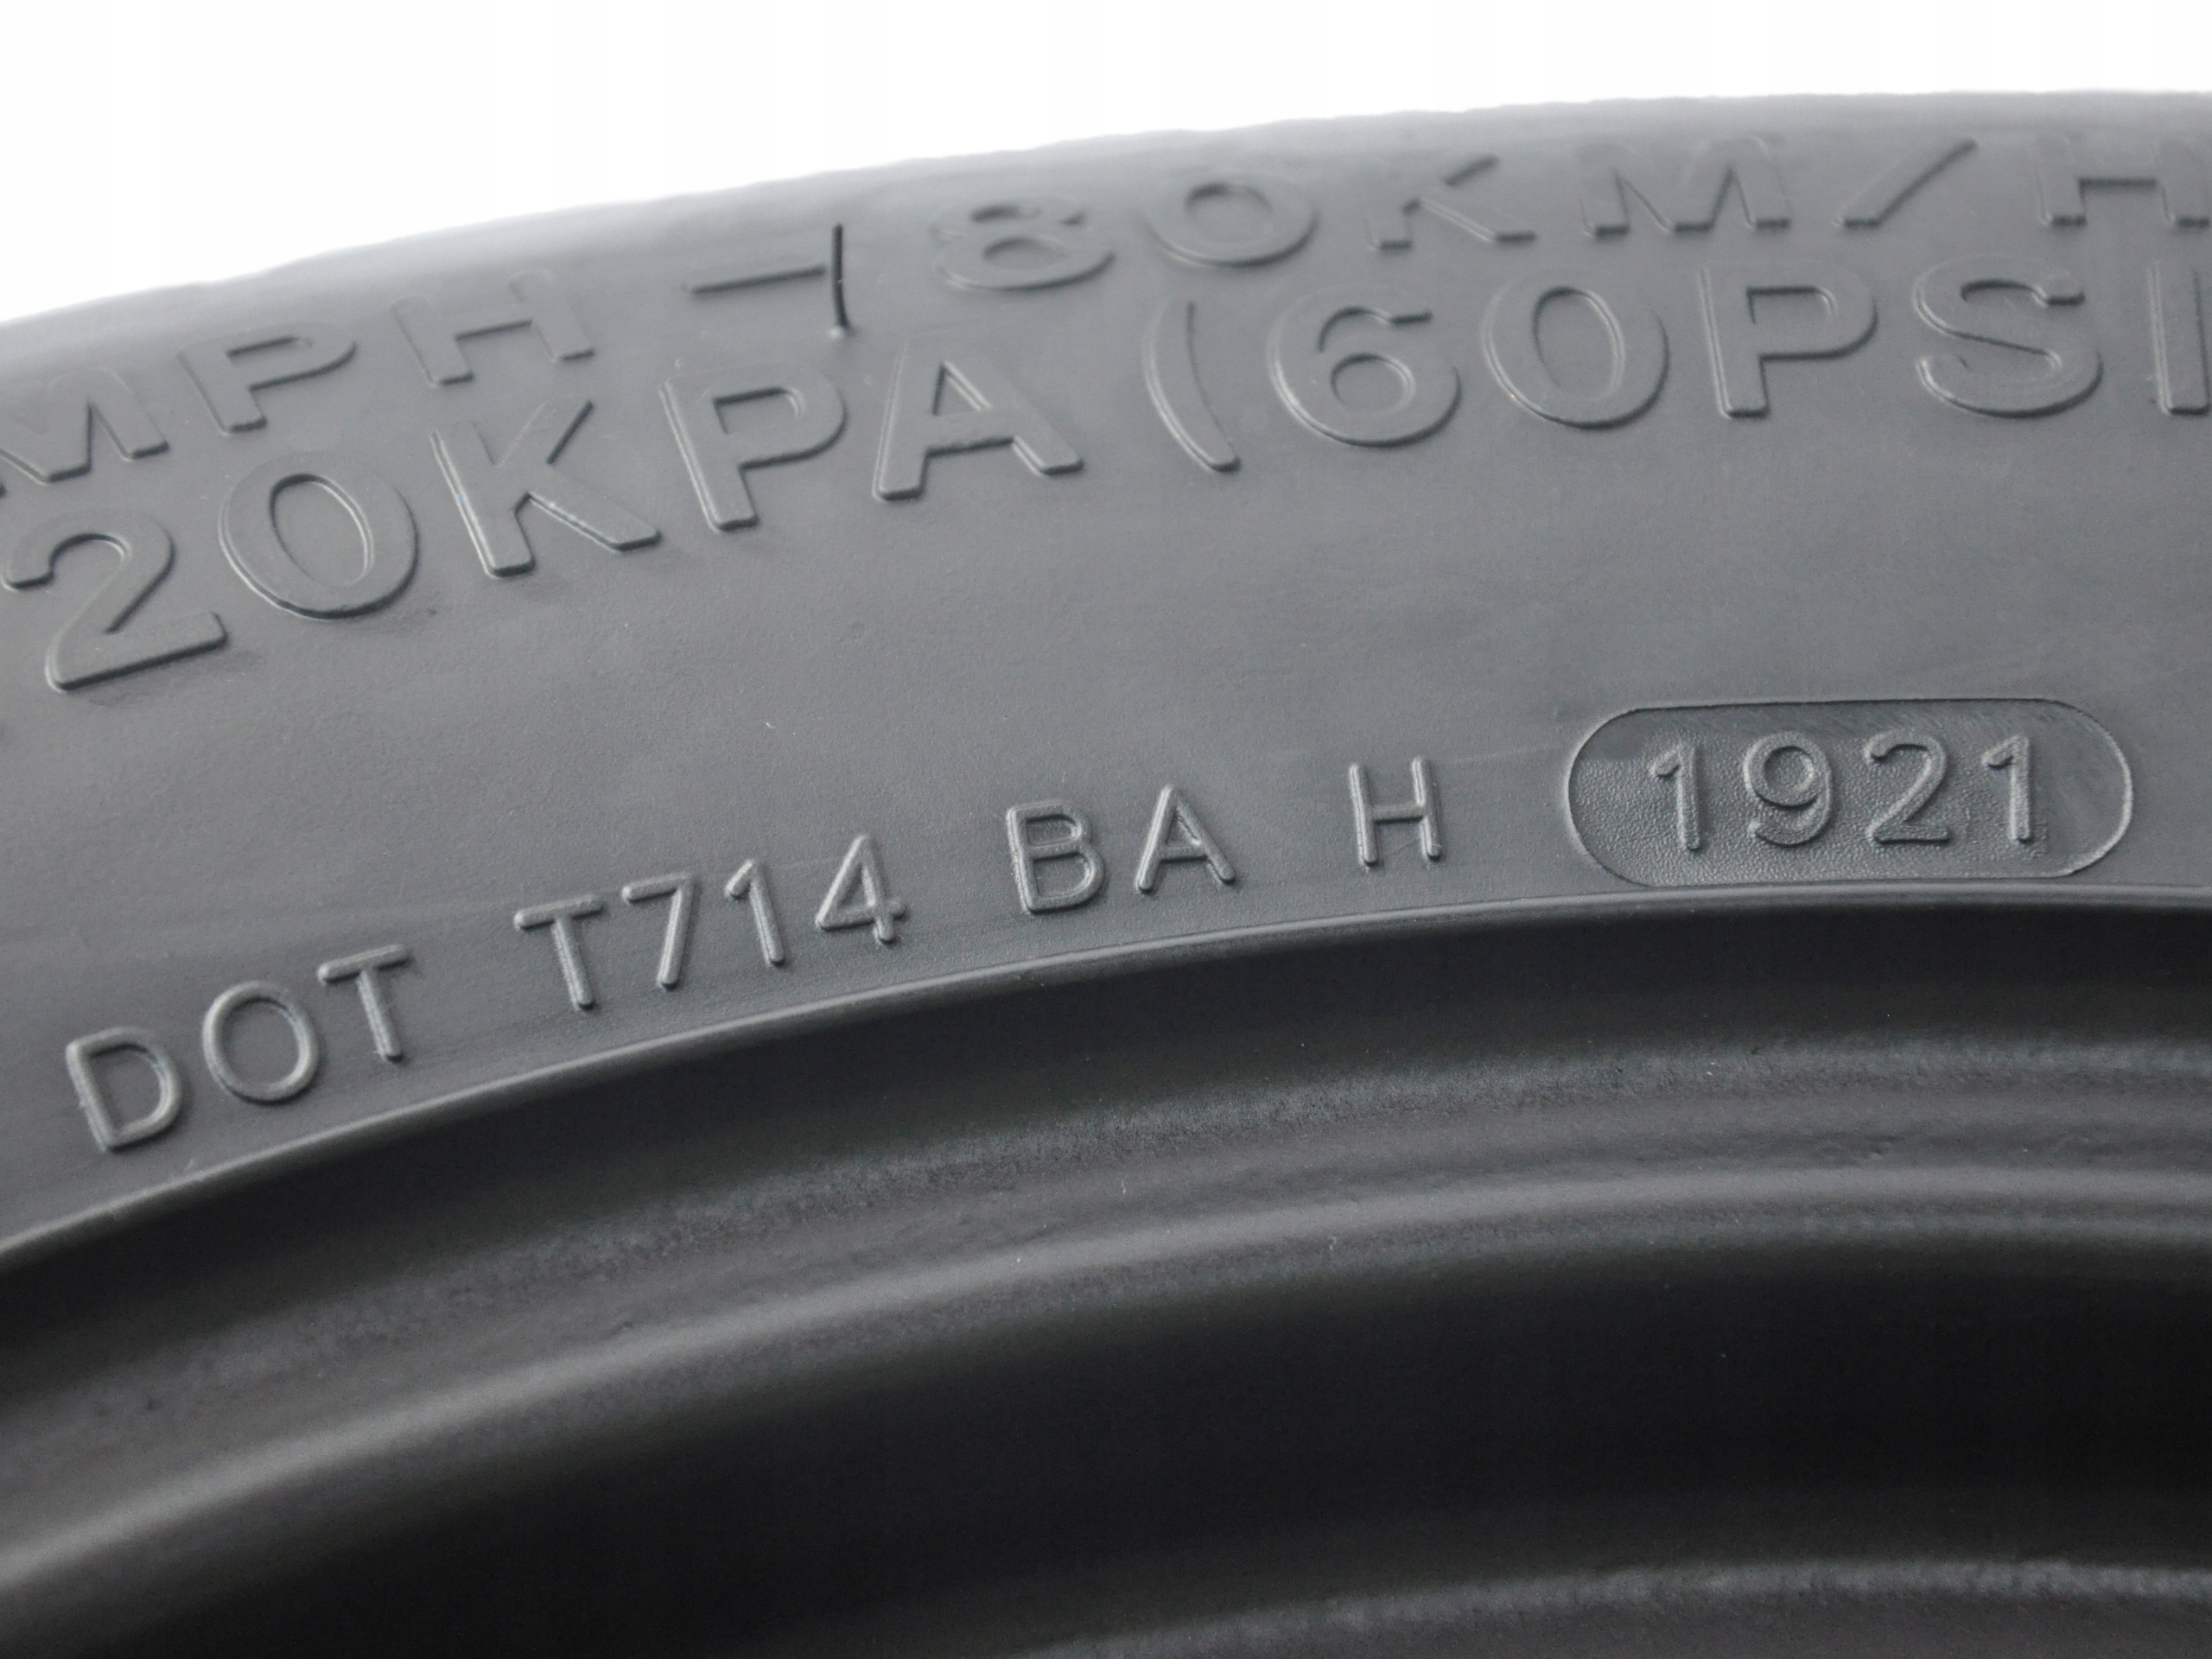 MPH - 80KM/H
20KPA (60PSI
DOT T714 BA H 1921